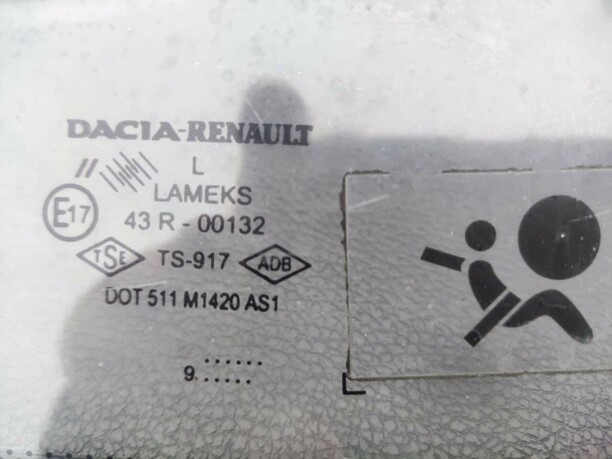 DACIA-RENAULT
L
LAMEKS
E17
43 R - 00132
TSE TS-917 ADB
DOT 511 M1420 AS1
9.......